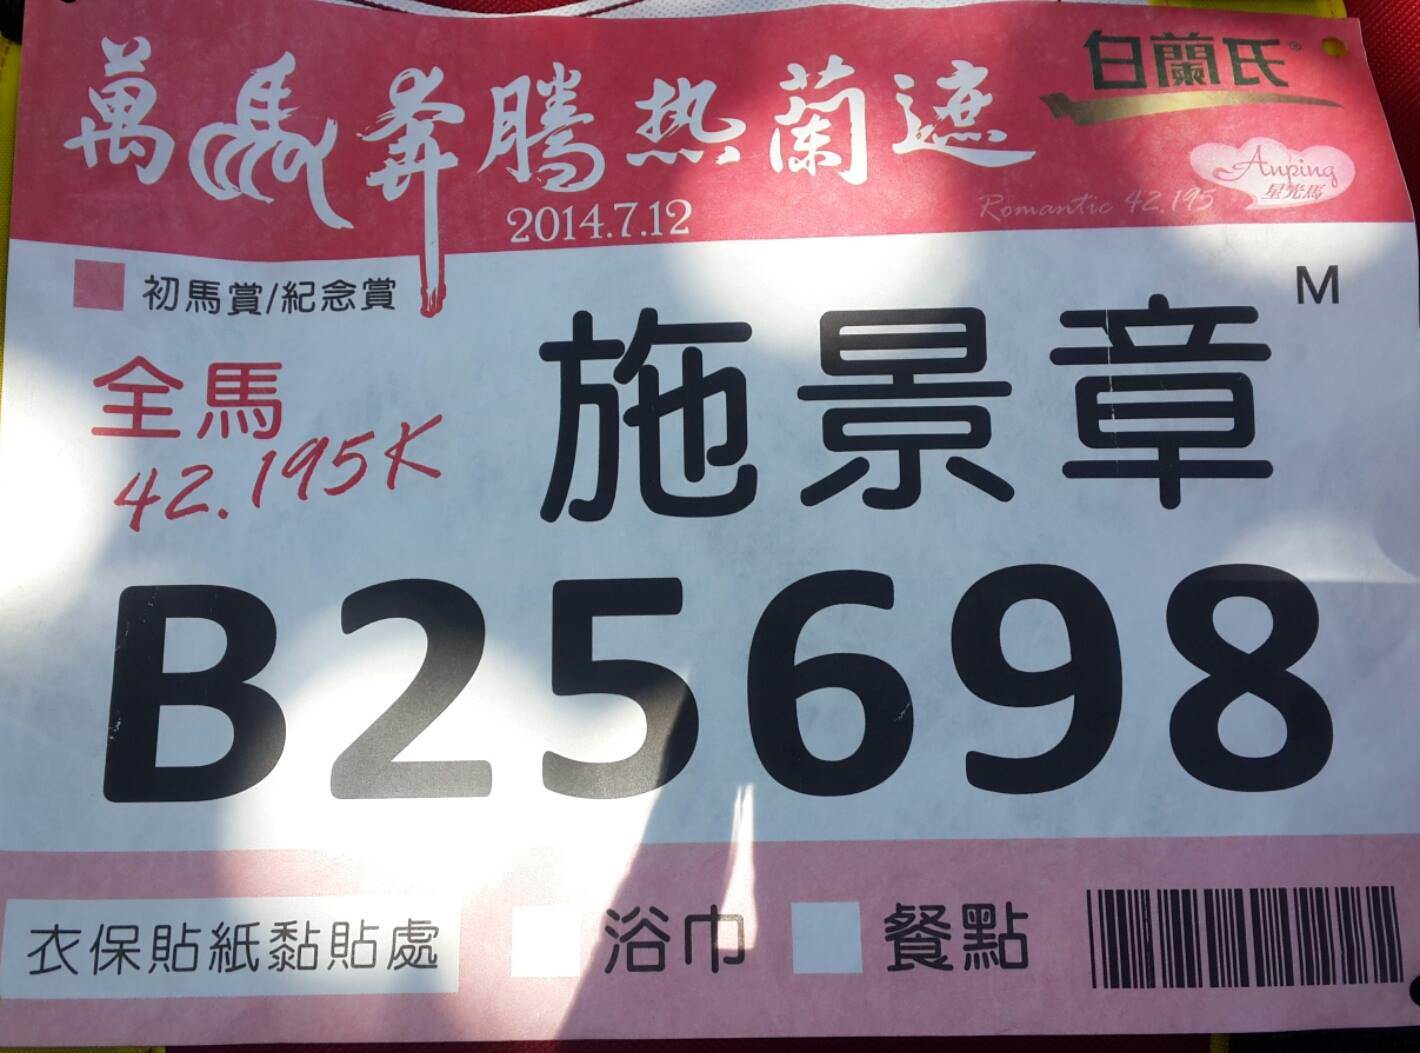 萬馬奔騰热蘭遮
白蘭氏®
Anping
星光馬
2014.7.12
Romantic 42.195
初馬賞/紀念賞
M
施景章
全馬
42.195K
B25698
衣保貼紙黏貼處
浴巾
餐點